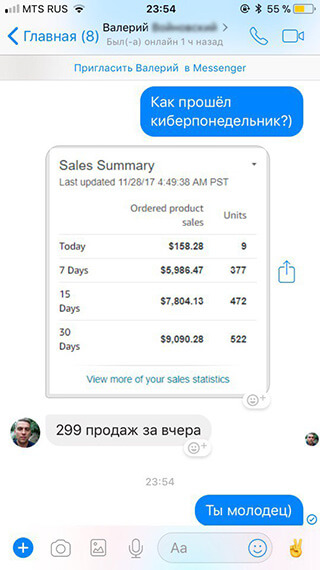 MTS RUS 23:54 55 %
Главная (8) Валерий
Был(-а) онлайн 1 ч назад
Пригласить Валерий в Messenger
Как прошёл
киберпонедельник?)
Sales Summary
Last updated 11/28/17 4:49:38 AM PST
Ordered product Units
sales
Today $158.28 9
7 Days $5,986.47 377
15 $7,804.13 472
Days
30 $9,090.28 522
Days
View more of your sales statistics
299 продаж за вчера
23:54
Ты молодец)
Aa